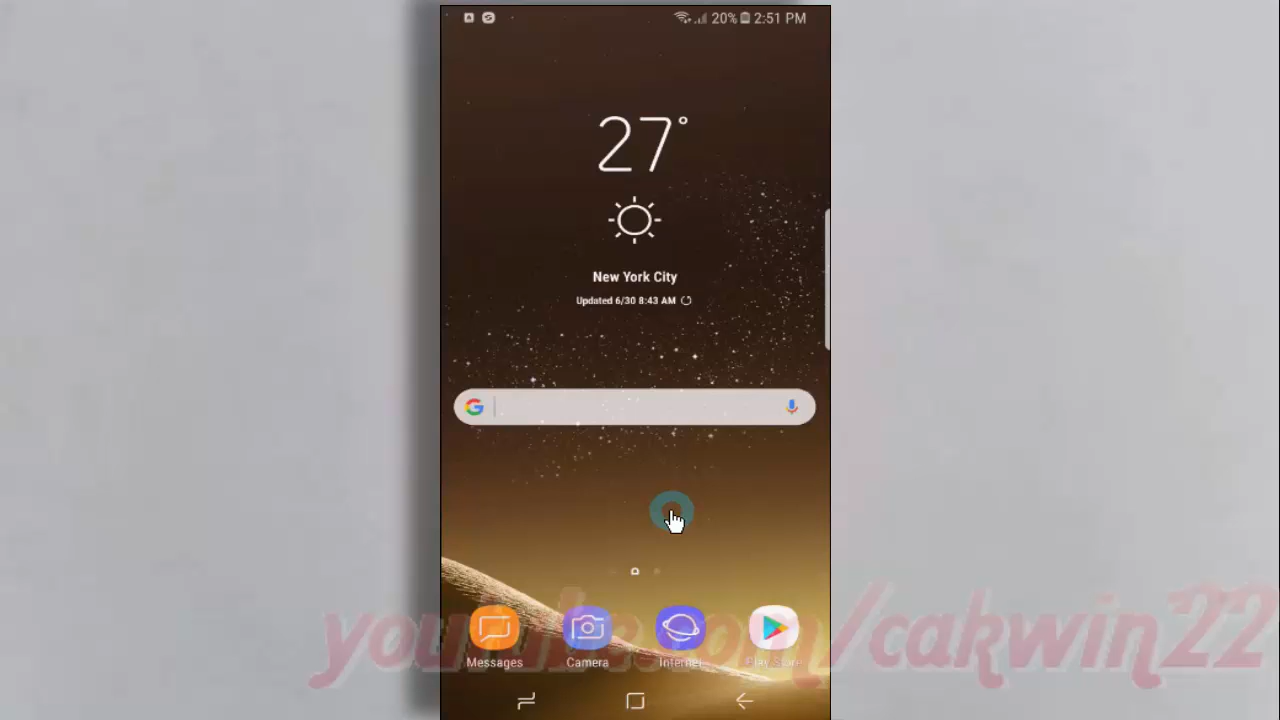 20% 2:51 PM
27°
New York City
Updated 6/30 8:43 AM
G
Messages Camera Internet Play Store
youtube.com/cakwin22